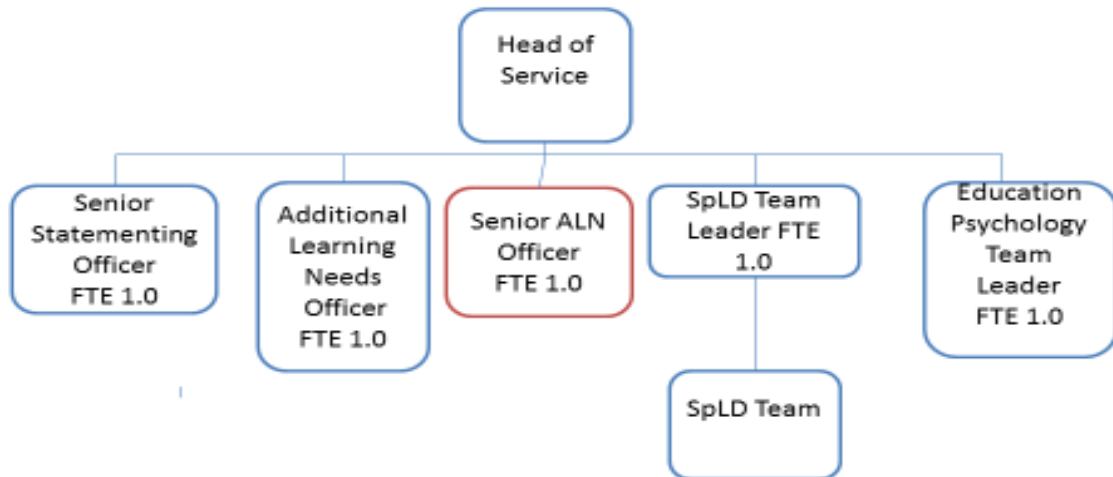 Head of
Service
Senior
Statementing
Officer
FTE 1.0
Additional
Learning
Needs
Officer
FTE 1.0
Senior ALN
Officer
FTE 1.0
SpLD Team
Leader FTE
1.0
Education
Psychology
Team
Leader
FTE 1.0
SpLD Team